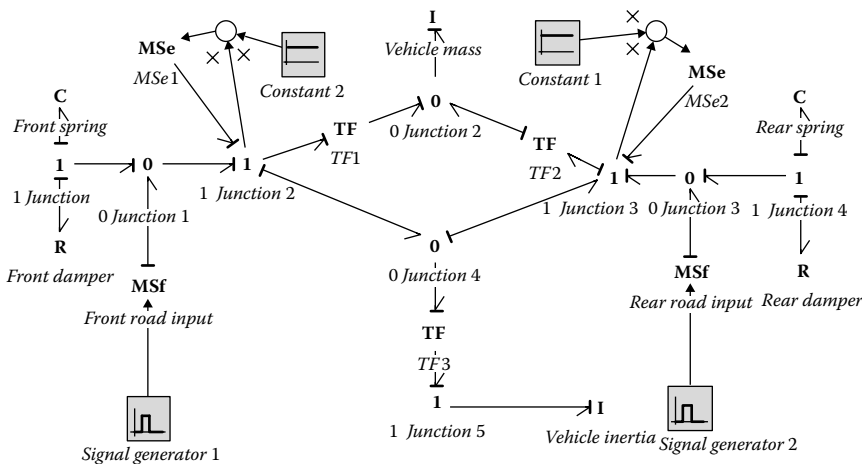 I
MSe
Vehicle mass
MSe
MSe1
Constant 2
Constant 1
MSe2
C
0
C
Front spring
TF
0 Junction 2
TF
Rear spring
TF1
TF2
1
0
1
1
0
1
1 Junction
1 Junction 2
1 Junction 3
0 Junction 3
1 Junction 4
0 Junction 1
R
0
R
Front damper
MSf
0 Junction 4
MSf
Rear damper
Front road input
TF
Rear road input
TF3
1
I
1 Junction 5
Vehicle inertia
Signal generator 1
Signal generator 2